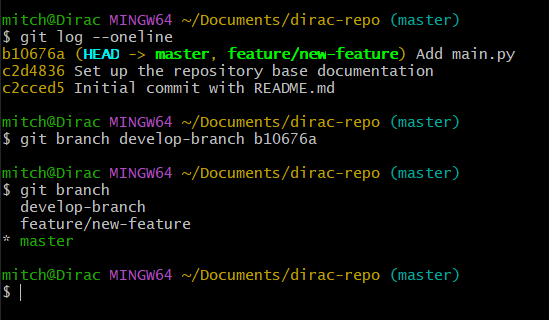 mitch@Dirac MINGW64 ~/Documents/dirac-repo (master)
$ git log --oneline
b10676a (HEAD -> master, feature/new-feature) Add main.py
c2d4836 Set up the repository base documentation
c2cced5 Initial commit with README.md
mitch@Dirac MINGW64 ~/Documents/dirac-repo (master)
$ git branch develop-branch b10676a
mitch@Dirac MINGW64 ~/Documents/dirac-repo (master)
$ git branch
  develop-branch
  feature/new-feature
* master
mitch@Dirac MINGW64 ~/Documents/dirac-repo (master)
$